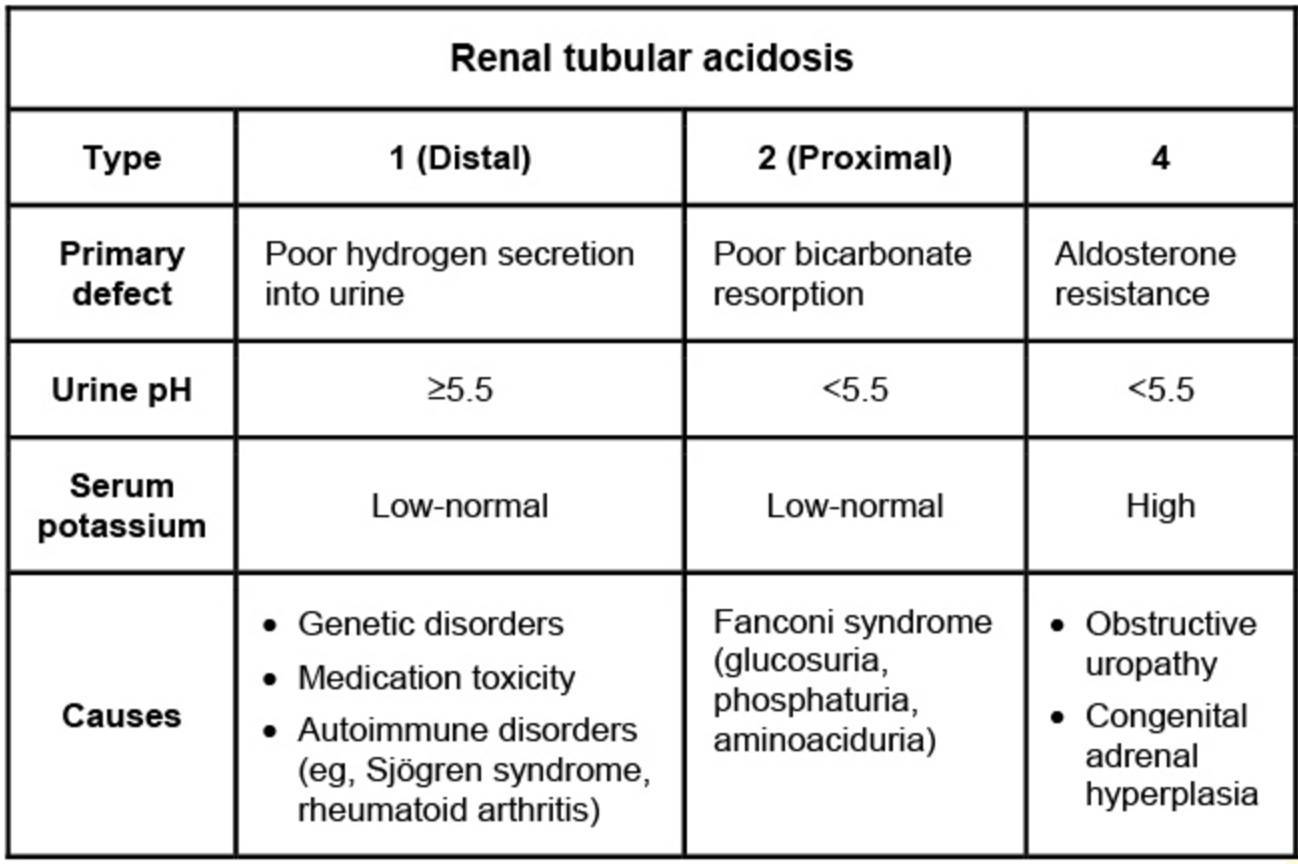 Renal tubular acidosis
Type
1 (Distal)
2 (Proximal)
4
Primary
defect
Poor hydrogen secretion
into urine
Poor bicarbonate
resorption
Aldosterone
resistance
Urine pH
≥5.5
<5.5
<5.5
Serum
potassium
Low-normal
Low-normal
High
Causes
• Genetic disorders
• Medication toxicity
• Autoimmune disorders
(eg, Sjögren syndrome,
rheumatoid arthritis)
Fanconi syndrome
(glucosuria,
phosphaturia,
aminoaciduria)
• Obstructive
uropathy
• Congenital
adrenal
hyperplasia